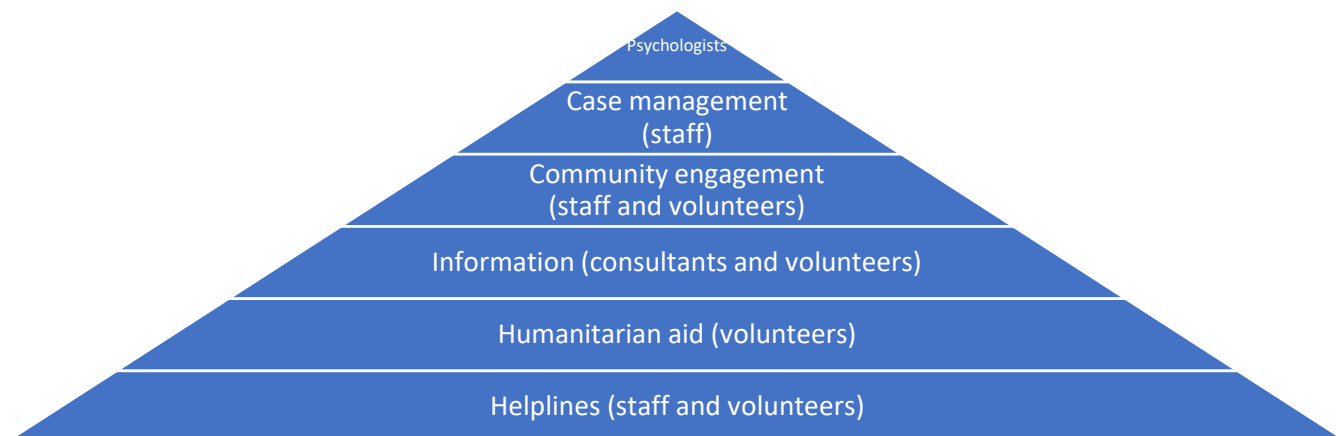 Psychologists
Case management
(staff)
Community engagement
(staff and volunteers)
Information (consultants and volunteers)
Humanitarian aid (volunteers)
Helplines (staff and volunteers)